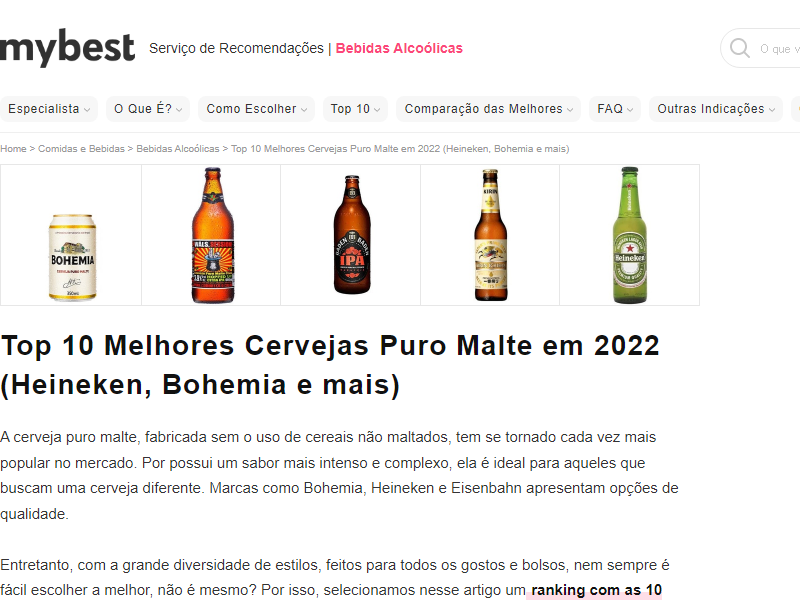 mybest
Serviço de Recomendações | Bebidas Alcoólicas
O que v
Especialista
O Que É?
Como Escolher
Top 10
Comparação das Melhores
FAQ
Outras Indicações
Home > Comidas e Bebidas > Bebidas Alcoólicas > Top 10 Melhores Cervejas Puro Malte em 2022 (Heineken, Bohemia e mais)
BOHEMIA
BADEN BADEN
IPA
KIRIN
Heineken
Top 10 Melhores Cervejas Puro Malte em 2022
(Heineken, Bohemia e mais)
A cerveja puro malte, fabricada sem o uso de cereais não maltados, tem se tornado cada vez mais
popular no mercado. Por possui um sabor mais intenso e complexo, ela é ideal para aqueles que
buscam uma cerveja diferente. Marcas como Bohemia, Heineken e Eisenbahn apresentam opções de
qualidade.
Entretanto, com a grande diversidade de estilos, feitos para todos os gostos e bolsos, nem sempre é
fácil escolher a melhor, não é mesmo? Por isso, selecionamos nesse artigo um ranking com as 10